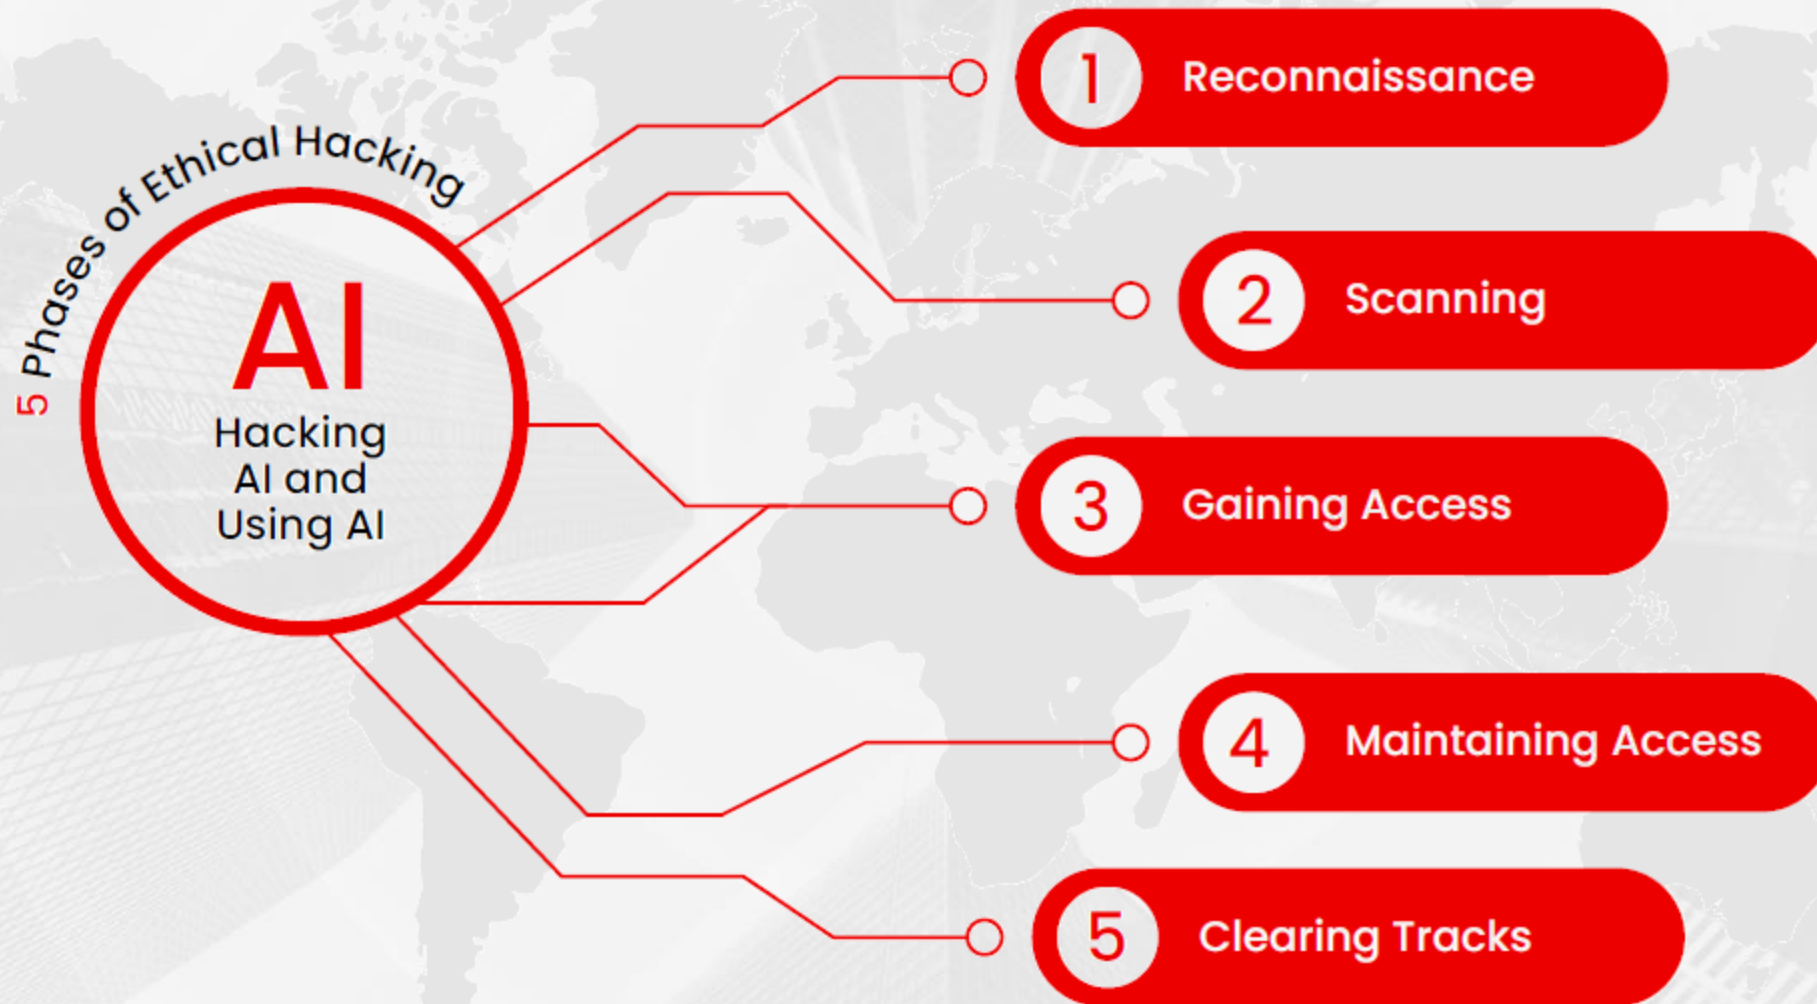 5 Phases of Ethical Hacking
AI
Hacking
AI and
Using AI
1 Reconnaissance
2 Scanning
3 Gaining Access
4 Maintaining Access
5 Clearing Tracks